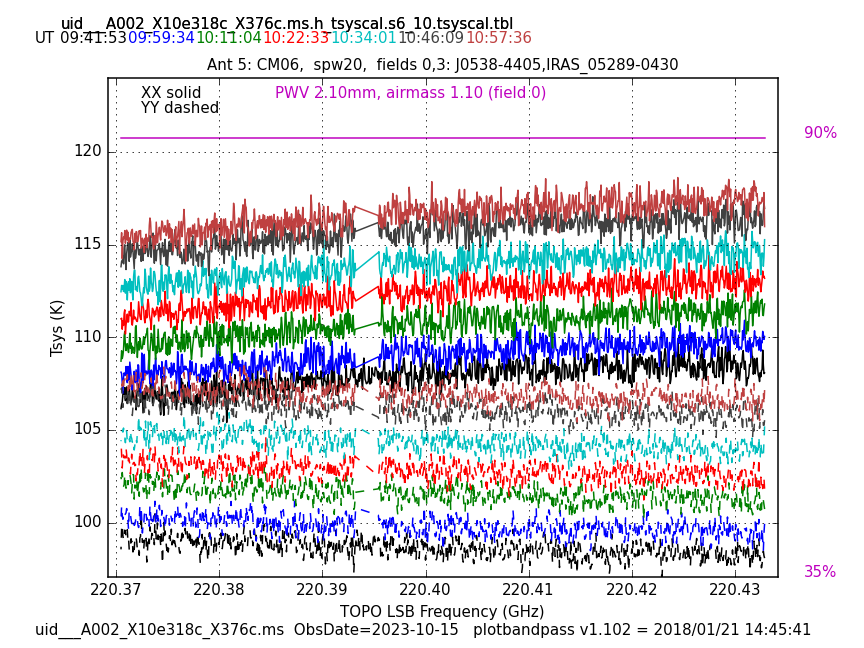 uid___A002_X10e318c_X376c.ms.h_tsyscal.s6_10.tsyscal.tbl
UT 09:41:53 09:59:34 10:11:04 10:22:33 10:34:01 10:46:09 10:57:36
Ant 5: CM06,  spw20,  fields 0,3: J0538-4405,IRAS_05289-0430
XX solid
YY dashed
PWV 2.10mm, airmass 1.10 (field 0)
90%
35%
Tsys (K)
120
115
110
105
100
220.37 220.38 220.39 220.40 220.41 220.42 220.43
TOPO LSB Frequency (GHz)
uid___A002_X10e318c_X376c.ms  ObsDate=2023-10-15   plotbandpass v1.102 = 2018/01/21 14:45:41